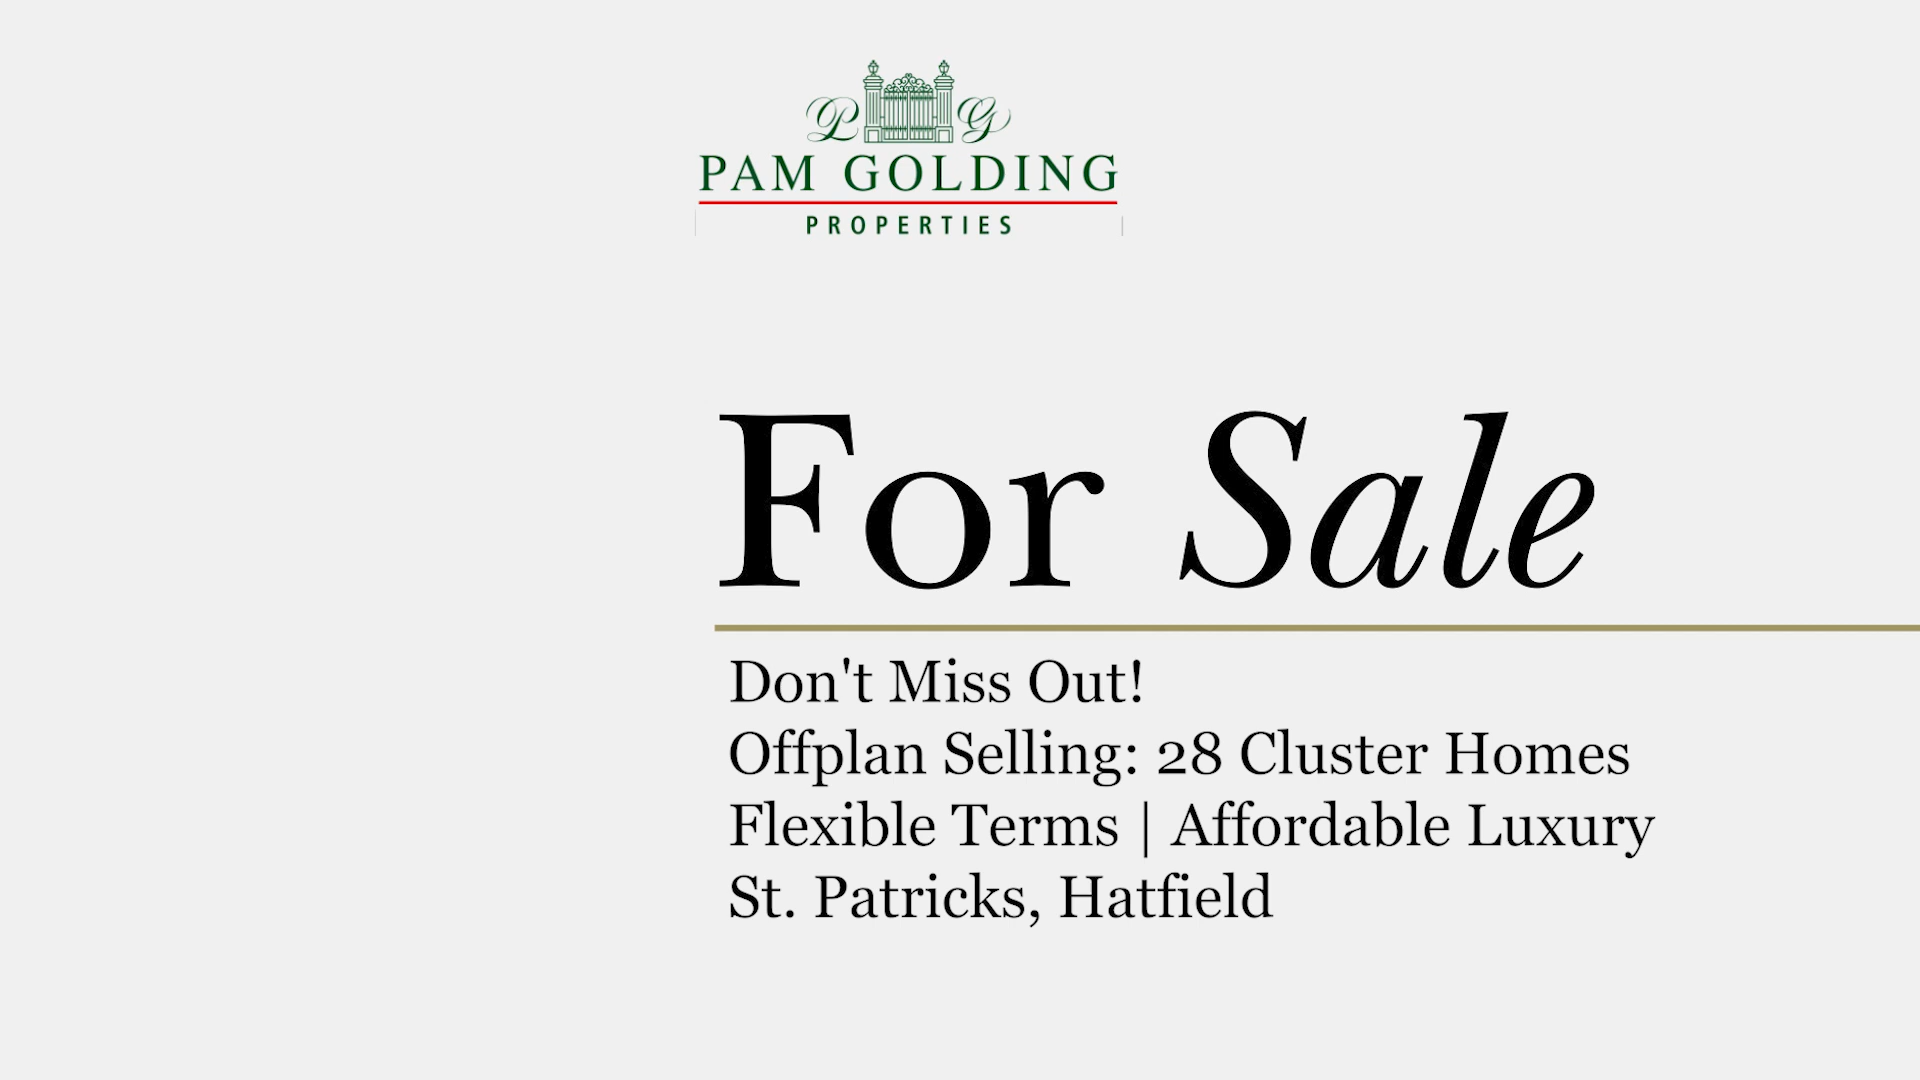 P G
PAM GOLDING
PROPERTIES
For Sale
Don't Miss Out!
Offplan Selling: 28 Cluster Homes
Flexible Terms | Affordable Luxury
St. Patricks, Hatfield